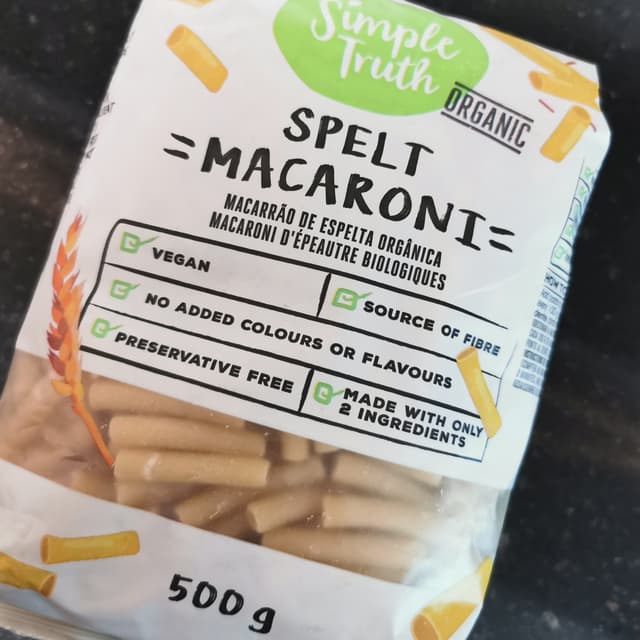 Simple
Truth
ORGANIC
SPELT
=MACARONI=
MACARRÃO DE ESPELTA ORGÂNICA
MACARONI D'ÉPEAUTRE BIOLOGIQUES
VEGAN
SOURCE OF FIBRE
NO ADDED COLOURS OR FLAVOURS
PRESERVATIVE FREE
MADE WITH ONLY
2 INGREDIENTS
500g